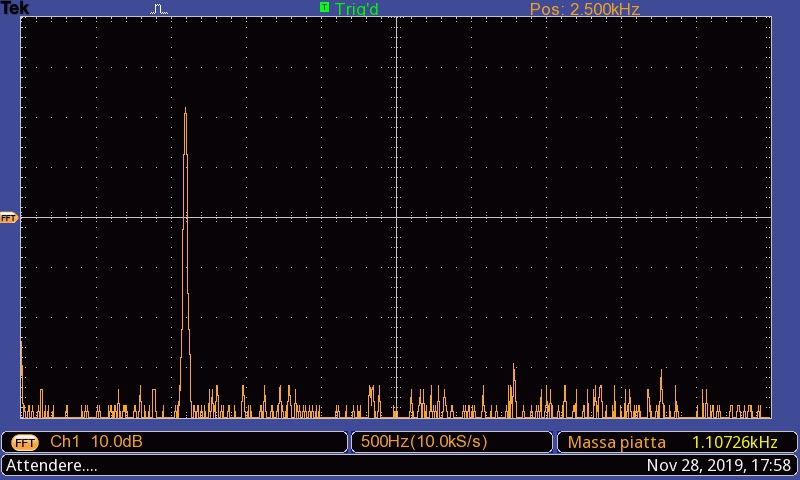 Tek Trig'd Pos: 2.500kHz
FFT
FFT Ch1 10.0dB 500Hz(10.0kS/s) Massa piatta 1.10726kHz
Attendere.... Nov 28, 2019, 17:58